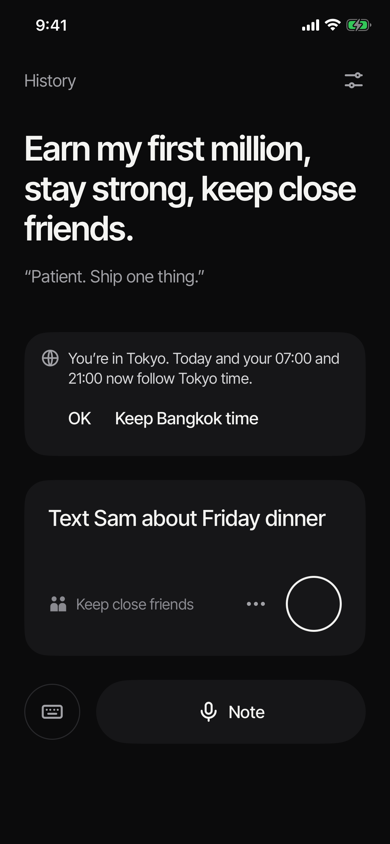 9:41
History
Earn my first million,
stay strong, keep close
friends.
“Patient. Ship one thing.”
You’re in Tokyo. Today and your 07:00 and
21:00 now follow Tokyo time.
OK Keep Bangkok time
Text Sam about Friday dinner
Keep close friends
Note